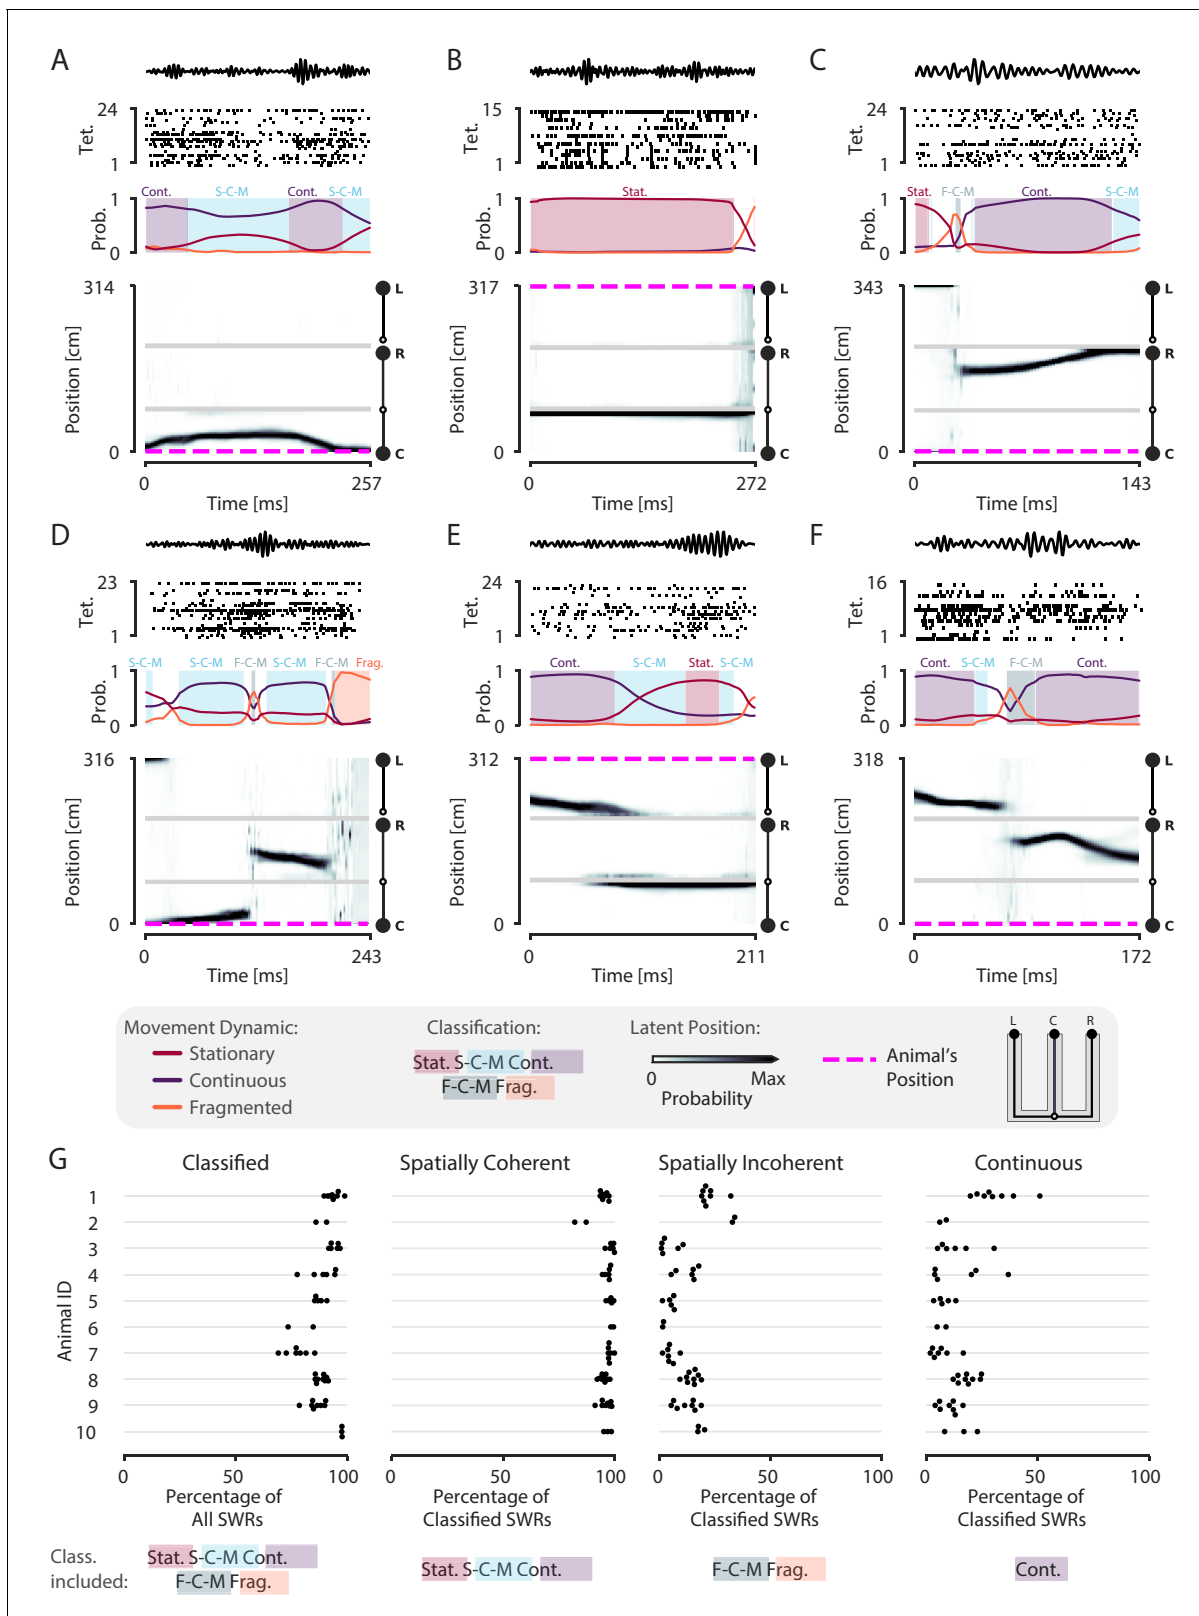 A
24
Tet.
1
Cont. S-C-M Cont. S-C-M
1
Prob.
0
314
Position [cm]
0
L
R
C
0 257
Time [ms]
B
15
Tet.
1
Stat.
1
Prob.
0
317
Position [cm]
0
L
R
C
0 272
Time [ms]
C
24
Tet.
1
Stat. F-C-M Cont. S-C-M
1
Prob.
0
343
Position [cm]
0
L
R
C
0 143
Time [ms]
D
23
Tet.
1
S-C-M S-C-M F-C-M S-C-M F-C-M Frag.
1
Prob.
0
316
Position [cm]
0
L
R
C
0 243
Time [ms]
E
24
Tet.
1
Cont. S-C-M Stat. S-C-M
1
Prob.
0
312
Position [cm]
0
L
R
C
0 211
Time [ms]
F
16
Tet.
1
Cont. S-C-M F-C-M Cont.
1
Prob.
0
318
Position [cm]
0
L
R
C
0 172
Time [ms]
Movement Dynamic:
Stationary
Continuous
Fragmented
Classification:
Stat. S-C-M Cont.
F-C-M Frag.
Latent Position:
0 Max
Probability
Animal's
Position
L C R
G
Classified
Spatially Coherent
Spatially Incoherent
Continuous
Animal ID
1
2
3
4
5
6
7
8
9
10
0 50 100
Percentage of
All SWRs
0 50 100
Percentage of
Classified SWRs
0 50 100
Percentage of
Classified SWRs
0 50 100
Percentage of
Classified SWRs
Class.
included:
Stat. S-C-M Cont.
F-C-M Frag.
Stat. S-C-M Cont.
F-C-M Frag.
Cont.